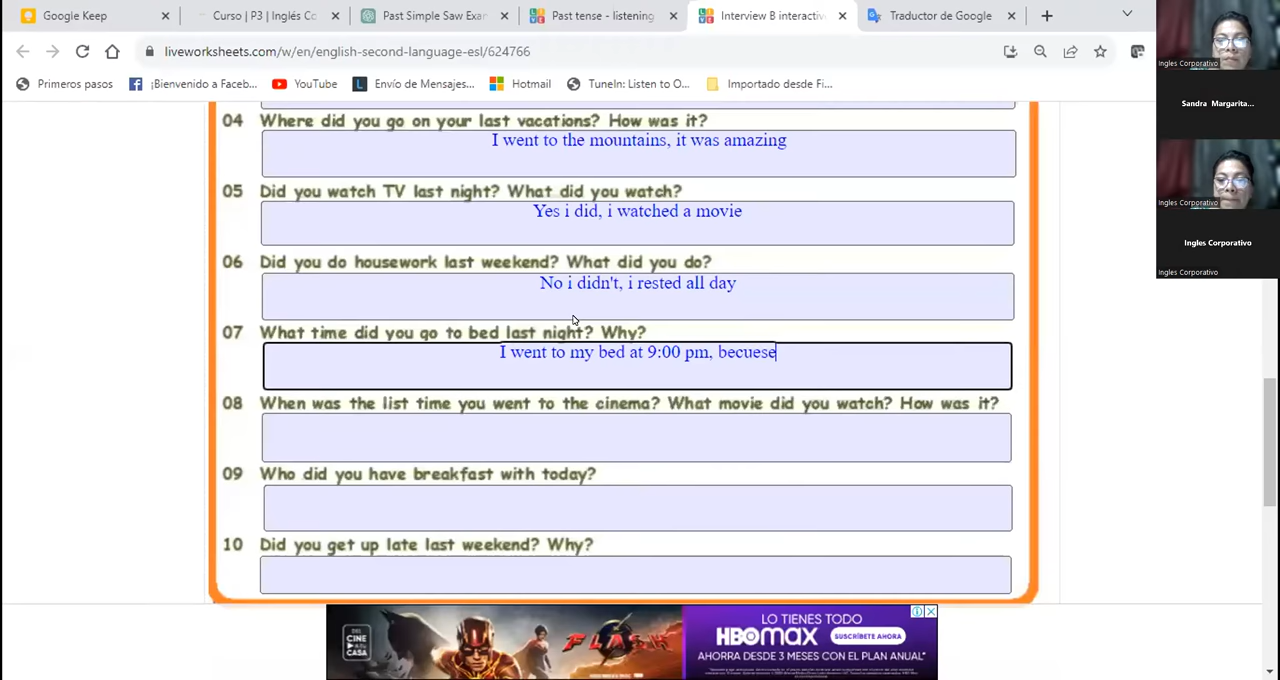 Google Keep
Curso | P3 | Inglés Co
Past Simple Saw Exar
Past tense - listening
Interview B interactiv
Traductor de Google
liveworksheets.com/w/en/english-second-language-esl/624766
Primeros pasos
¡Bienvenido a Faceb...
YouTube
Envío de Mensajes,...
Hotmail
TuneIn: Listen to O...
Importado desde Fi...
Ingles Corporativo
Sandra Margarita...
Ingles Corporativo
Ingles Corporativo
Ingles Corporativo
04 Where did you go on your last vacations? How was it?
I went to the mountains, it was amazing
05 Did you watch TV last night? What did you watch?
Yes i did, i watched a movie
06 Did you do housework last weekend? What did you do?
No i didn't, i rested all day
07 What time did you go to bed last night? Why?
I went to my bed at 9:00 pm, becuese
08 When was the list time you went to the cinema? What movie did you watch? How was it?
09 Who did you have breakfast with today?
10 Did you get up late last weekend? Why?
CINE
CASA
FLASH
LO TIENES TODO
HBOMAX
SUSCRÍBETE AHORA
AHORA DESDE 3 MESES CON EL PLAN ANUAL*